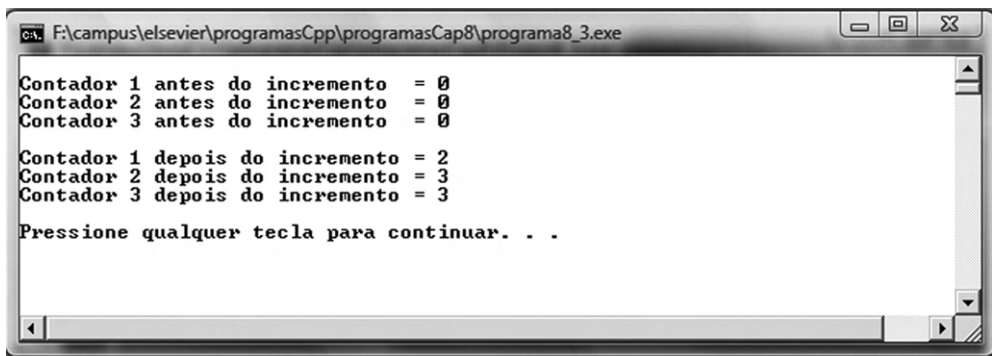 F:\campus\elsevier\programasCpp\programasCap8\programa8_3.exe
Contador 1 antes do incremento = 0
Contador 2 antes do incremento = 0
Contador 3 antes do incremento = 0
Contador 1 depois do incremento = 2
Contador 2 depois do incremento = 3
Contador 3 depois do incremento = 3
Pressione qualquer tecla para continuar. . .